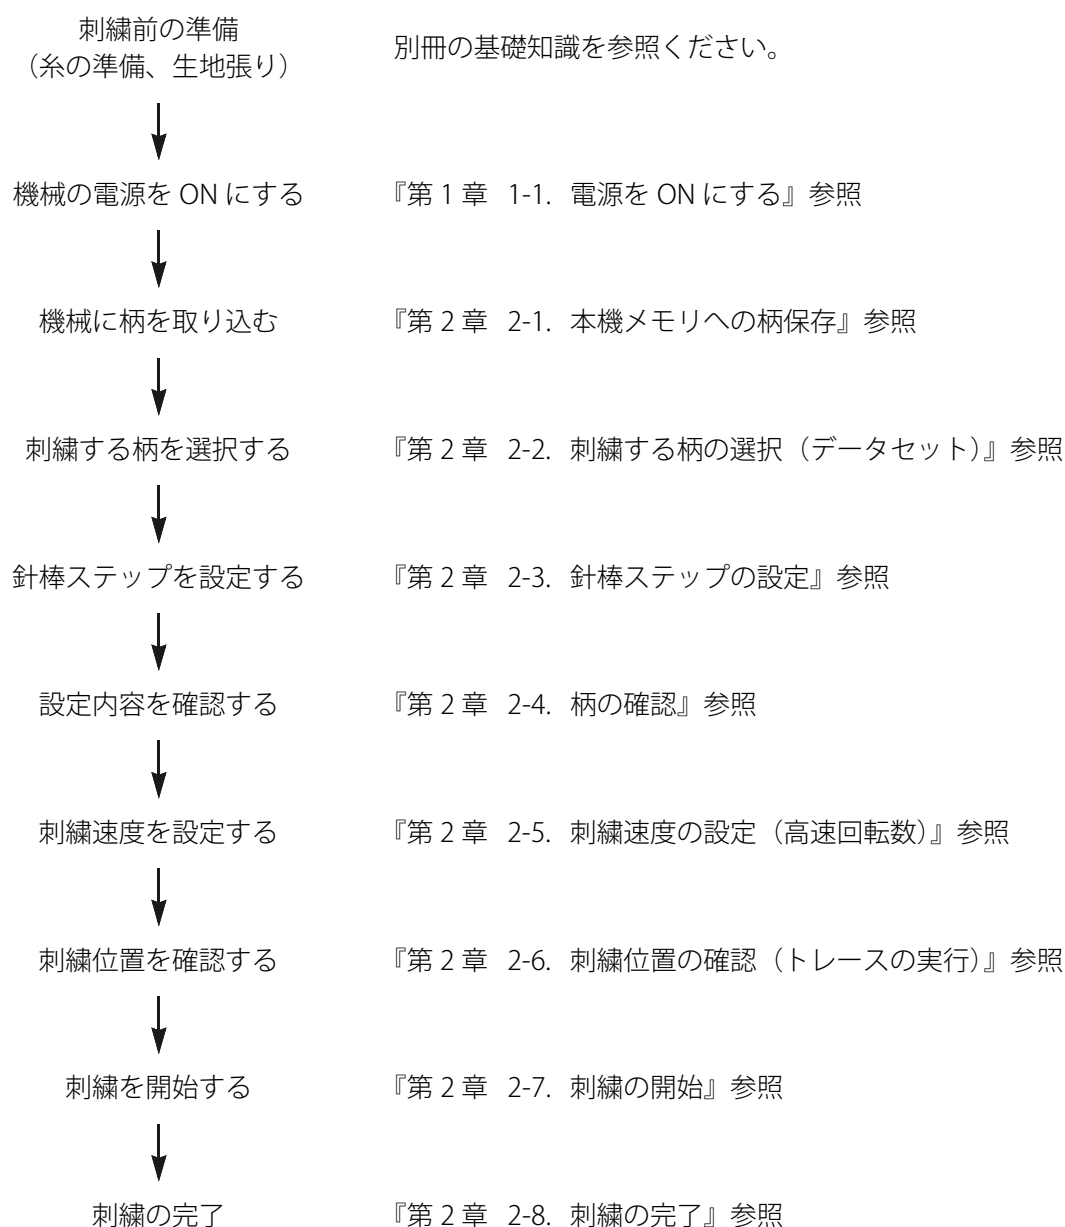 刺繍前の準備
（糸の準備、生地張り）
別冊の基礎知識を参照ください。
機械の電源を ON にする
『第 1 章 1-1. 電源を ON にする』参照
機械に柄を取り込む
『第 2 章 2-1. 本機メモリへの柄保存』参照
刺繍する柄を選択する
『第 2 章 2-2. 刺繍する柄の選択（データセット）』参照
針棒ステップを設定する
『第 2 章 2-3. 針棒ステップの設定』参照
設定内容を確認する
『第 2 章 2-4. 柄の確認』参照
刺繍速度を設定する
『第 2 章 2-5. 刺繍速度の設定（高速回転数）』参照
刺繍位置を確認する
『第 2 章 2-6. 刺繍位置の確認（トレースの実行）』参照
刺繍を開始する
『第 2 章 2-7. 刺繍の開始』参照
刺繍の完了
『第 2 章 2-8. 刺繍の完了』参照